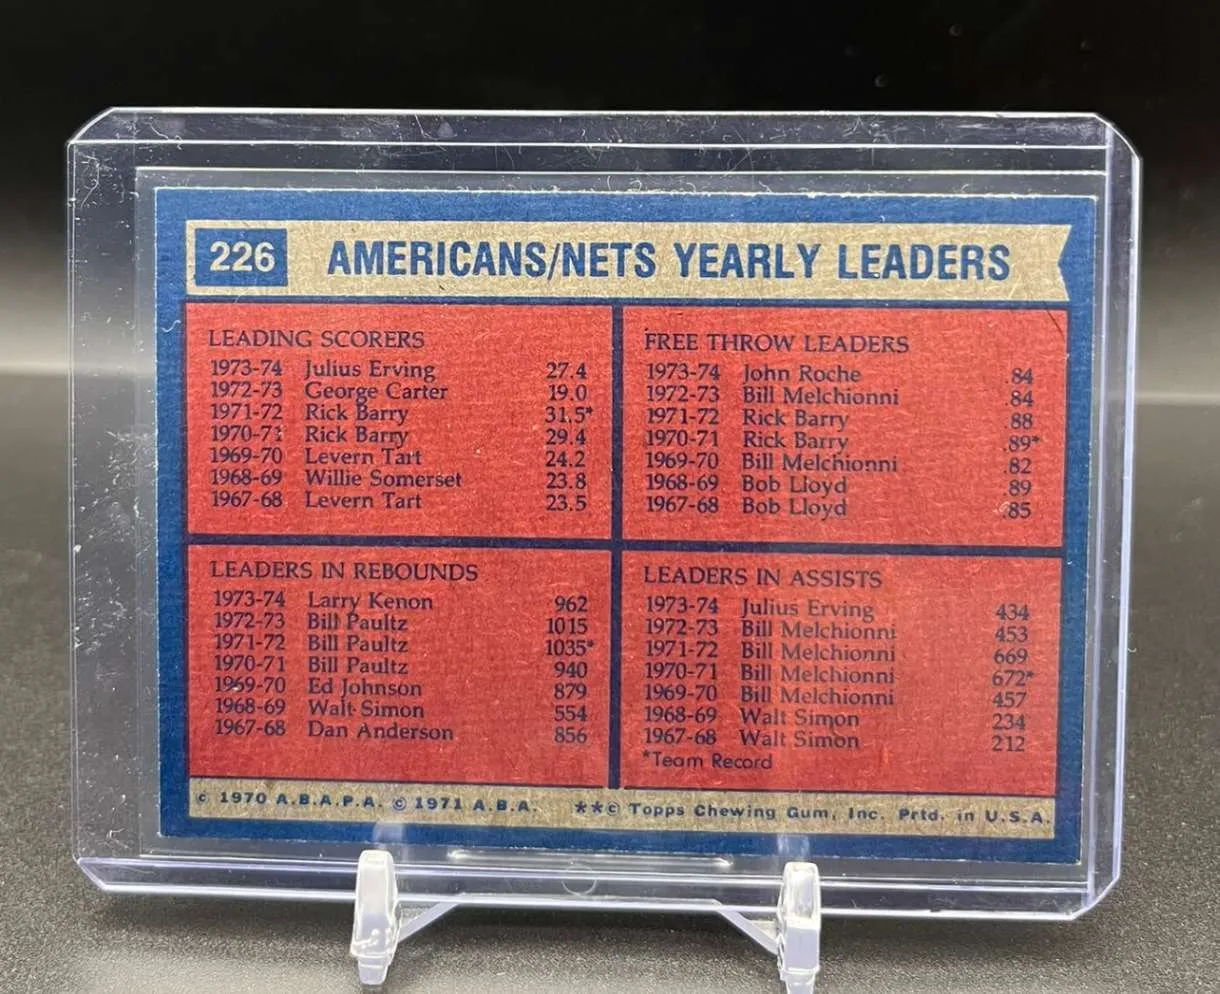 226 AMERICANS/NETS YEARLY LEADERS
LEADING SCORERS
1973-74 Julius Erving 27.4
1972-73 George Carter 19.0
1971-72 Rick Barry 31.5*
1970-71 Rick Barry 29.4
1969-70 Levern Tart 24.2
1968-69 Willie Somerset 23.8
1967-68 Levern Tart 23.5
FREE THROW LEADERS
1973-74 John Roche .84
1972-73 Bill Melchionni .84
1971-72 Rick Barry .88
1970-71 Rick Barry .89*
1969-70 Bill Melchionni .82
1968-69 Bob Lloyd .89
1967-68 Bob Lloyd .85
LEADERS IN REBOUNDS
1973-74 Larry Kenon 962
1972-73 Bill Paultz 1015
1971-72 Bill Paultz 1035*
1970-71 Bill Paultz 940
1969-70 Ed Johnson 879
1968-69 Walt Simon 554
1967-68 Dan Anderson 856
LEADERS IN ASSISTS
1973-74 Julius Erving 434
1972-73 Bill Melchionni 453
1971-72 Bill Melchionni 669
1970-71 Bill Melchionni 672*
1969-70 Bill Melchionni 457
1968-69 Walt Simon 234
1967-68 Walt Simon 212
*Team Record
© 1970 A.B.A.P.A. © 1971 A.B.A. **© Topps Chewing Gum, Inc. Prtd. in U.S.A.